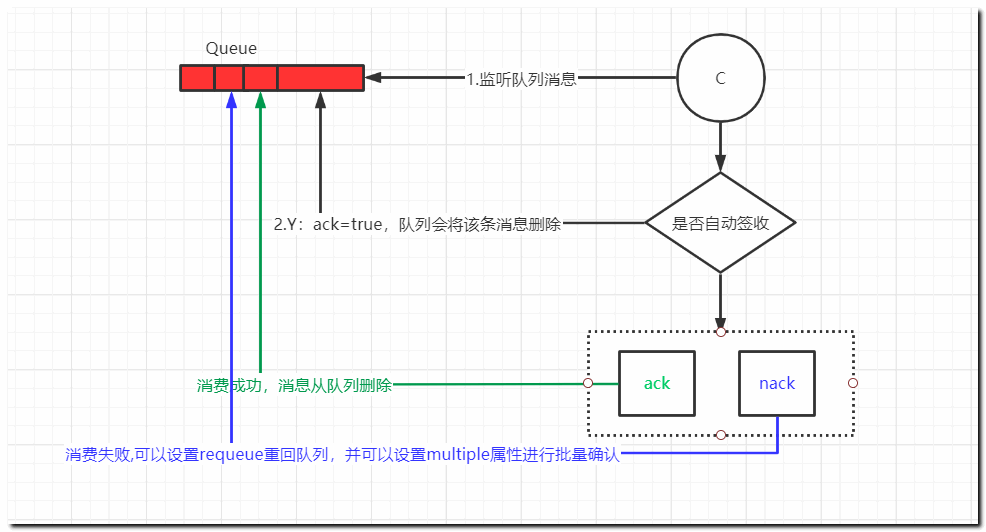 Queue
1.监听队列消息
C
2.Y：ack=true，队列会将该条消息删除
是否自动签收
消费成功，消息从队列删除
ack
nack
消费失败,可以设置requeue重回队列，并可以设置multiple属性进行批量确认